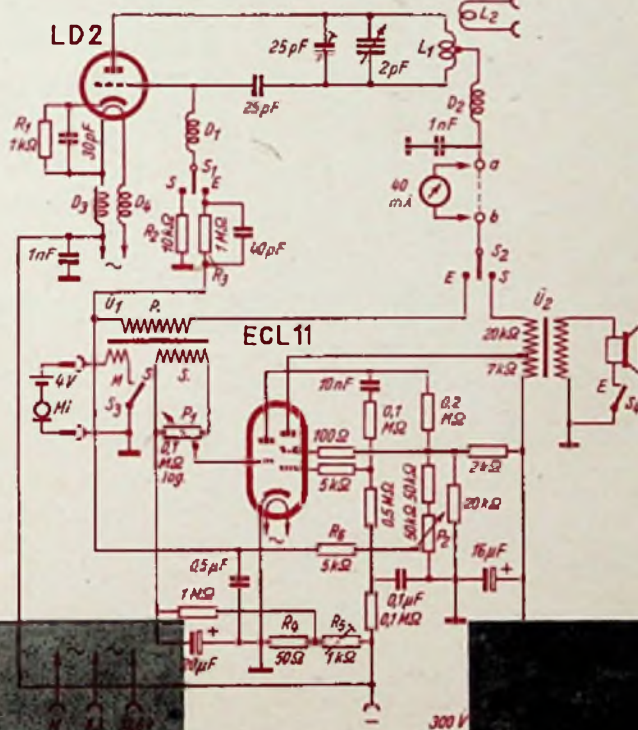 LD2
25pF
2pF
L1
L2
25pF
R1
1kΩ
30pF
D1
D2
1nF
S1
S E
40
mA
a
b
D3
D4
R2
10kΩ
1MΩ
R3
40pF
S2
E S
1nF
Ü1 P.
ECL11
Ü2
20kΩ
7kΩ
4V
Mi
M
S3
S
S.
P1
0,1
MΩ
log.
10nF
0,1
MΩ
0,2
MΩ
E
100Ω
5kΩ
2kΩ
0,5MΩ
50kΩ
50kΩ
P2
20kΩ
R6
5kΩ
16µF
+
0,5µF
0,1µF
0,1MΩ
1MΩ
R4
50Ω
R5
1kΩ
+
20µF
~
−
300V